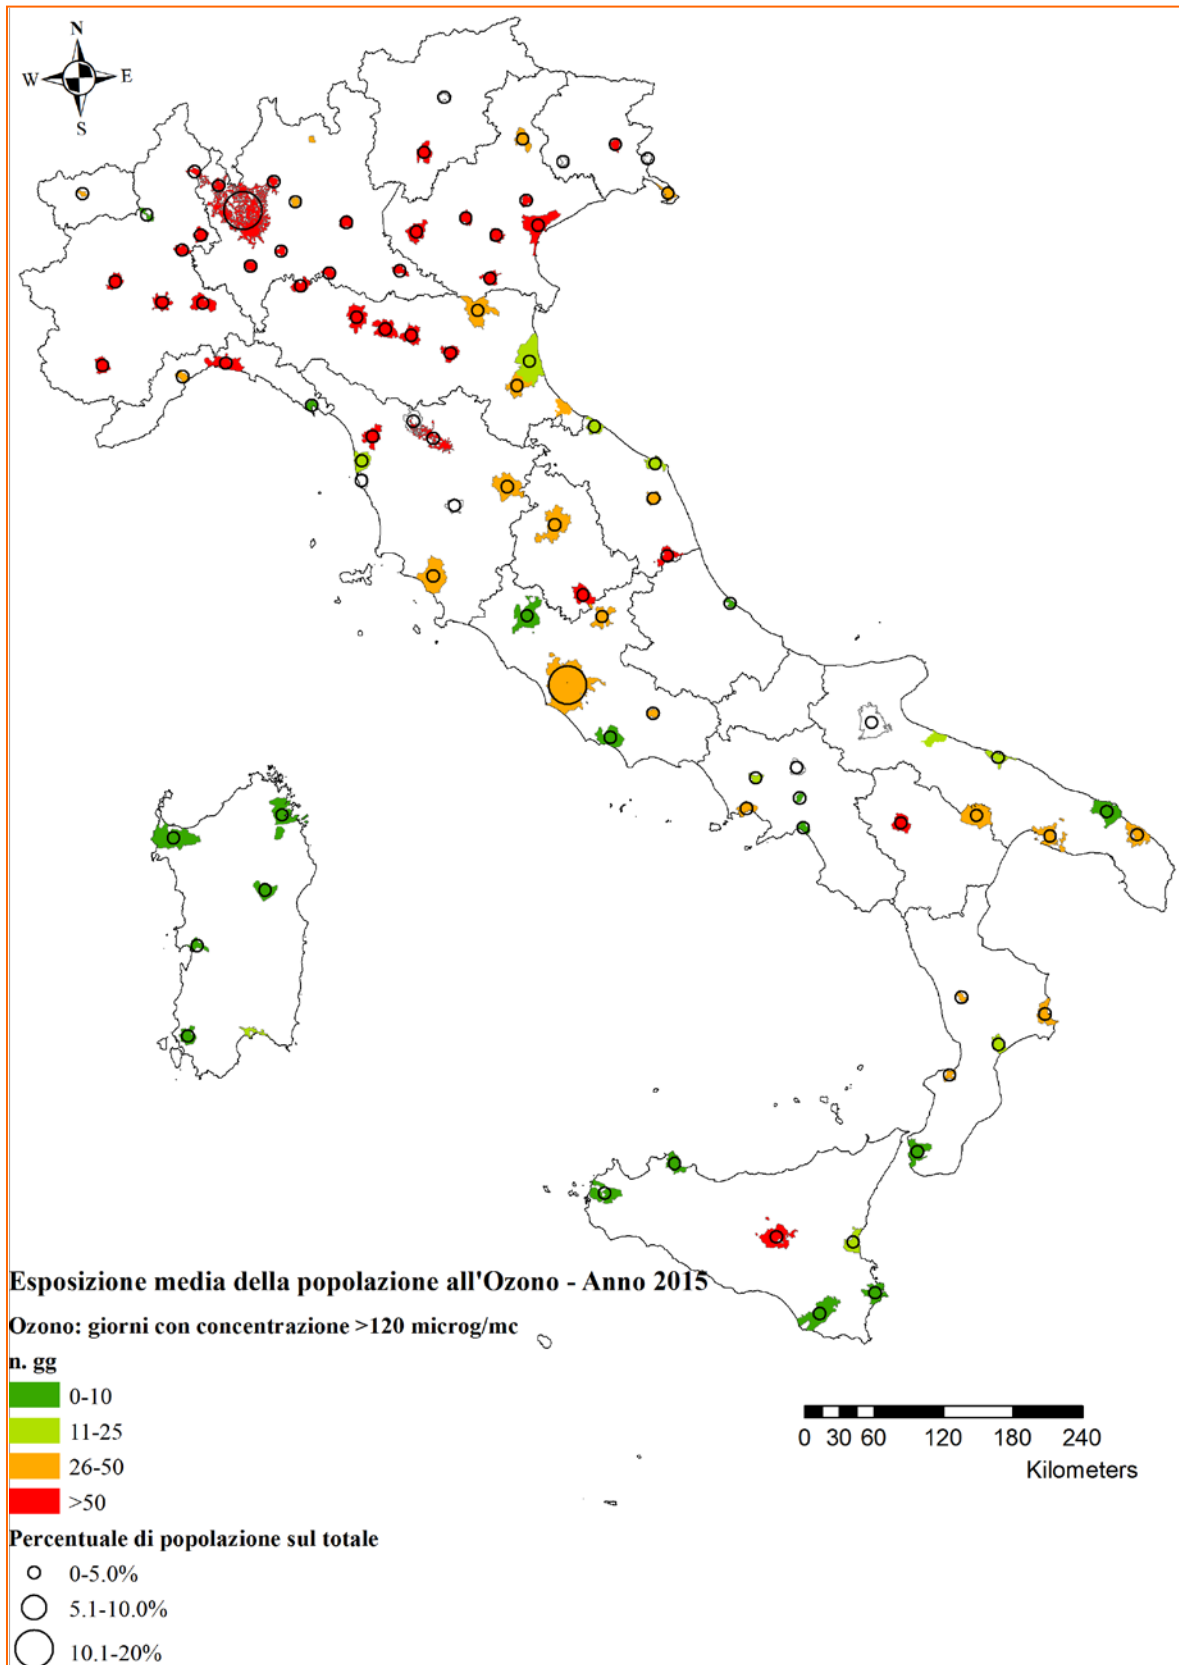 N
W E
S
Esposizione media della popolazione all'Ozono - Anno 2015
Ozono: giorni con concentrazione >120 microg/mc
n. gg
0-10
11-25
26-50
>50
0 30 60 120 180 240
Kilometers
Percentuale di popolazione sul totale
0-5.0%
5.1-10.0%
10.1-20%